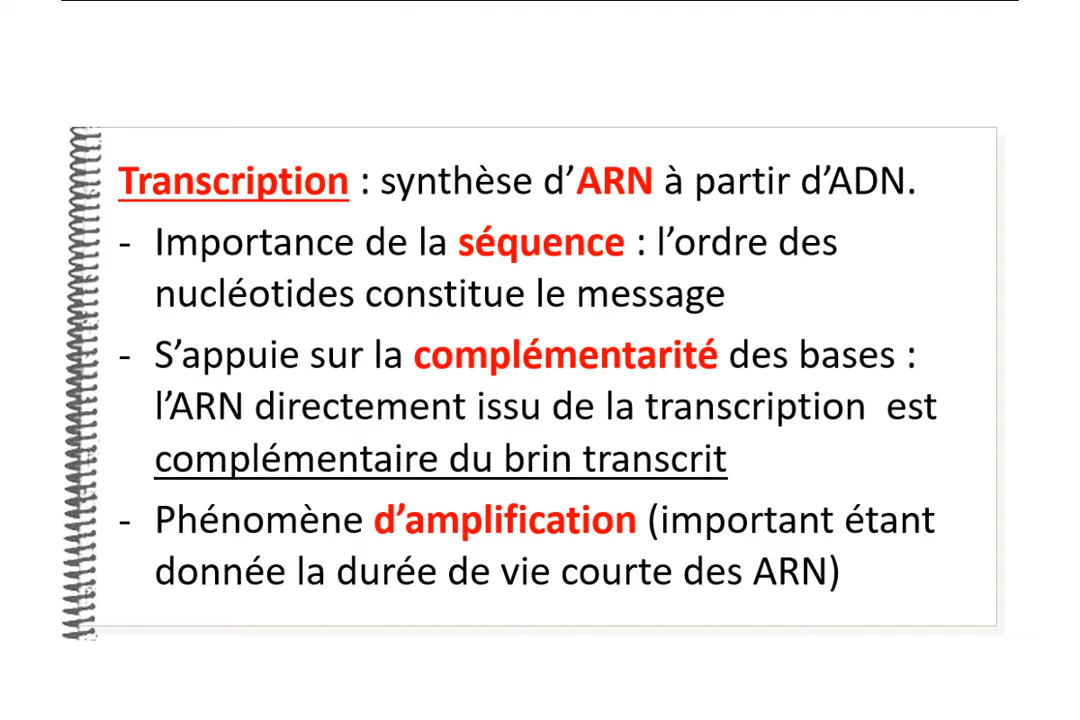 Transcription : synthèse d’ARN à partir d’ADN.
- Importance de la séquence : l’ordre des
nucléotides constitue le message
- S’appuie sur la complémentarité des bases :
l’ARN directement issu de la transcription  est
complémentaire du brin transcrit
- Phénomène d’amplification (important étant
donnée la durée de vie courte des ARN)